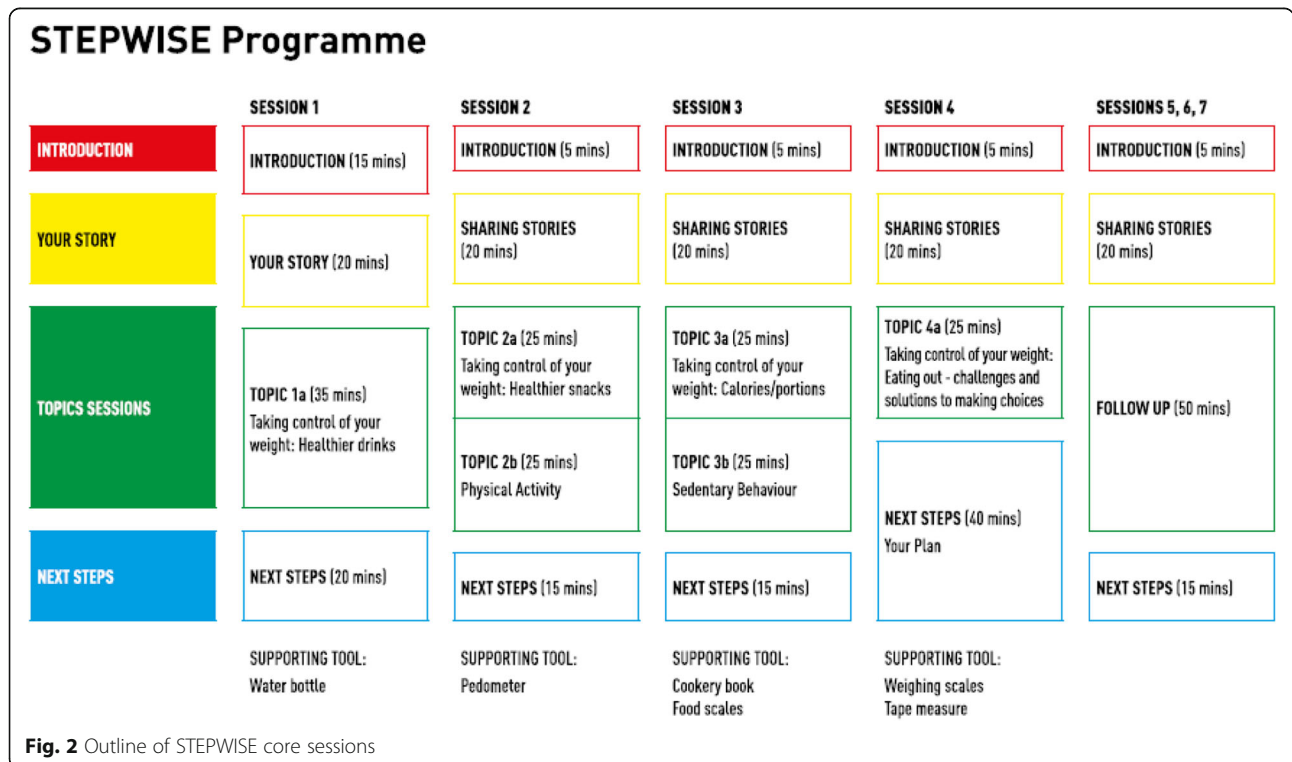 STEPWISE Programme
SESSION 1
SESSION 2
SESSION 3
SESSION 4
SESSIONS 5, 6, 7
INTRODUCTION
INTRODUCTION (15 mins)
INTRODUCTION (5 mins)
INTRODUCTION (5 mins)
INTRODUCTION (5 mins)
INTRODUCTION (5 mins)
YOUR STORY
YOUR STORY (20 mins)
SHARING STORIES
(20 mins)
SHARING STORIES
(20 mins)
SHARING STORIES
(20 mins)
SHARING STORIES
(20 mins)
TOPICS SESSIONS
TOPIC 1a (35 mins)
Taking control of your
weight: Healthier drinks
TOPIC 2a (25 mins)
Taking control of your
weight: Healthier snacks
TOPIC 2b (25 mins)
Physical Activity
TOPIC 3a (25 mins)
Taking control of your
weight: Calories/portions
TOPIC 3b (25 mins)
Sedentary Behaviour
TOPIC 4a (25 mins)
Taking control of your weight:
Eating out - challenges and
solutions to making choices
FOLLOW UP (50 mins)
NEXT STEPS
NEXT STEPS (20 mins)
NEXT STEPS (15 mins)
NEXT STEPS (15 mins)
NEXT STEPS (40 mins)
Your Plan
NEXT STEPS (15 mins)
SUPPORTING TOOL:
Water bottle
SUPPORTING TOOL:
Pedometer
SUPPORTING TOOL:
Cookery book
Food scales
SUPPORTING TOOL:
Weighing scales
Tape measure
Fig. 2 Outline of STEPWISE core sessions